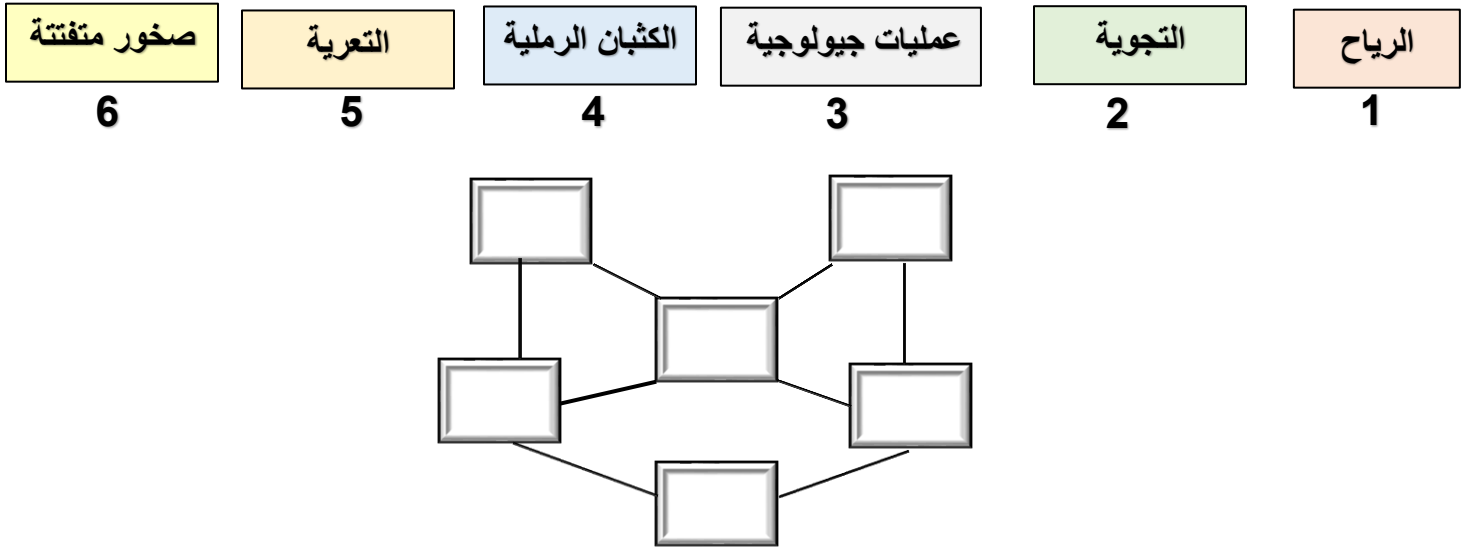 الرياح
التجوية
عمليات جيولوجية
الكثبان الرملية
التعرية
صخور متفتتة
1
2
3
4
5
6